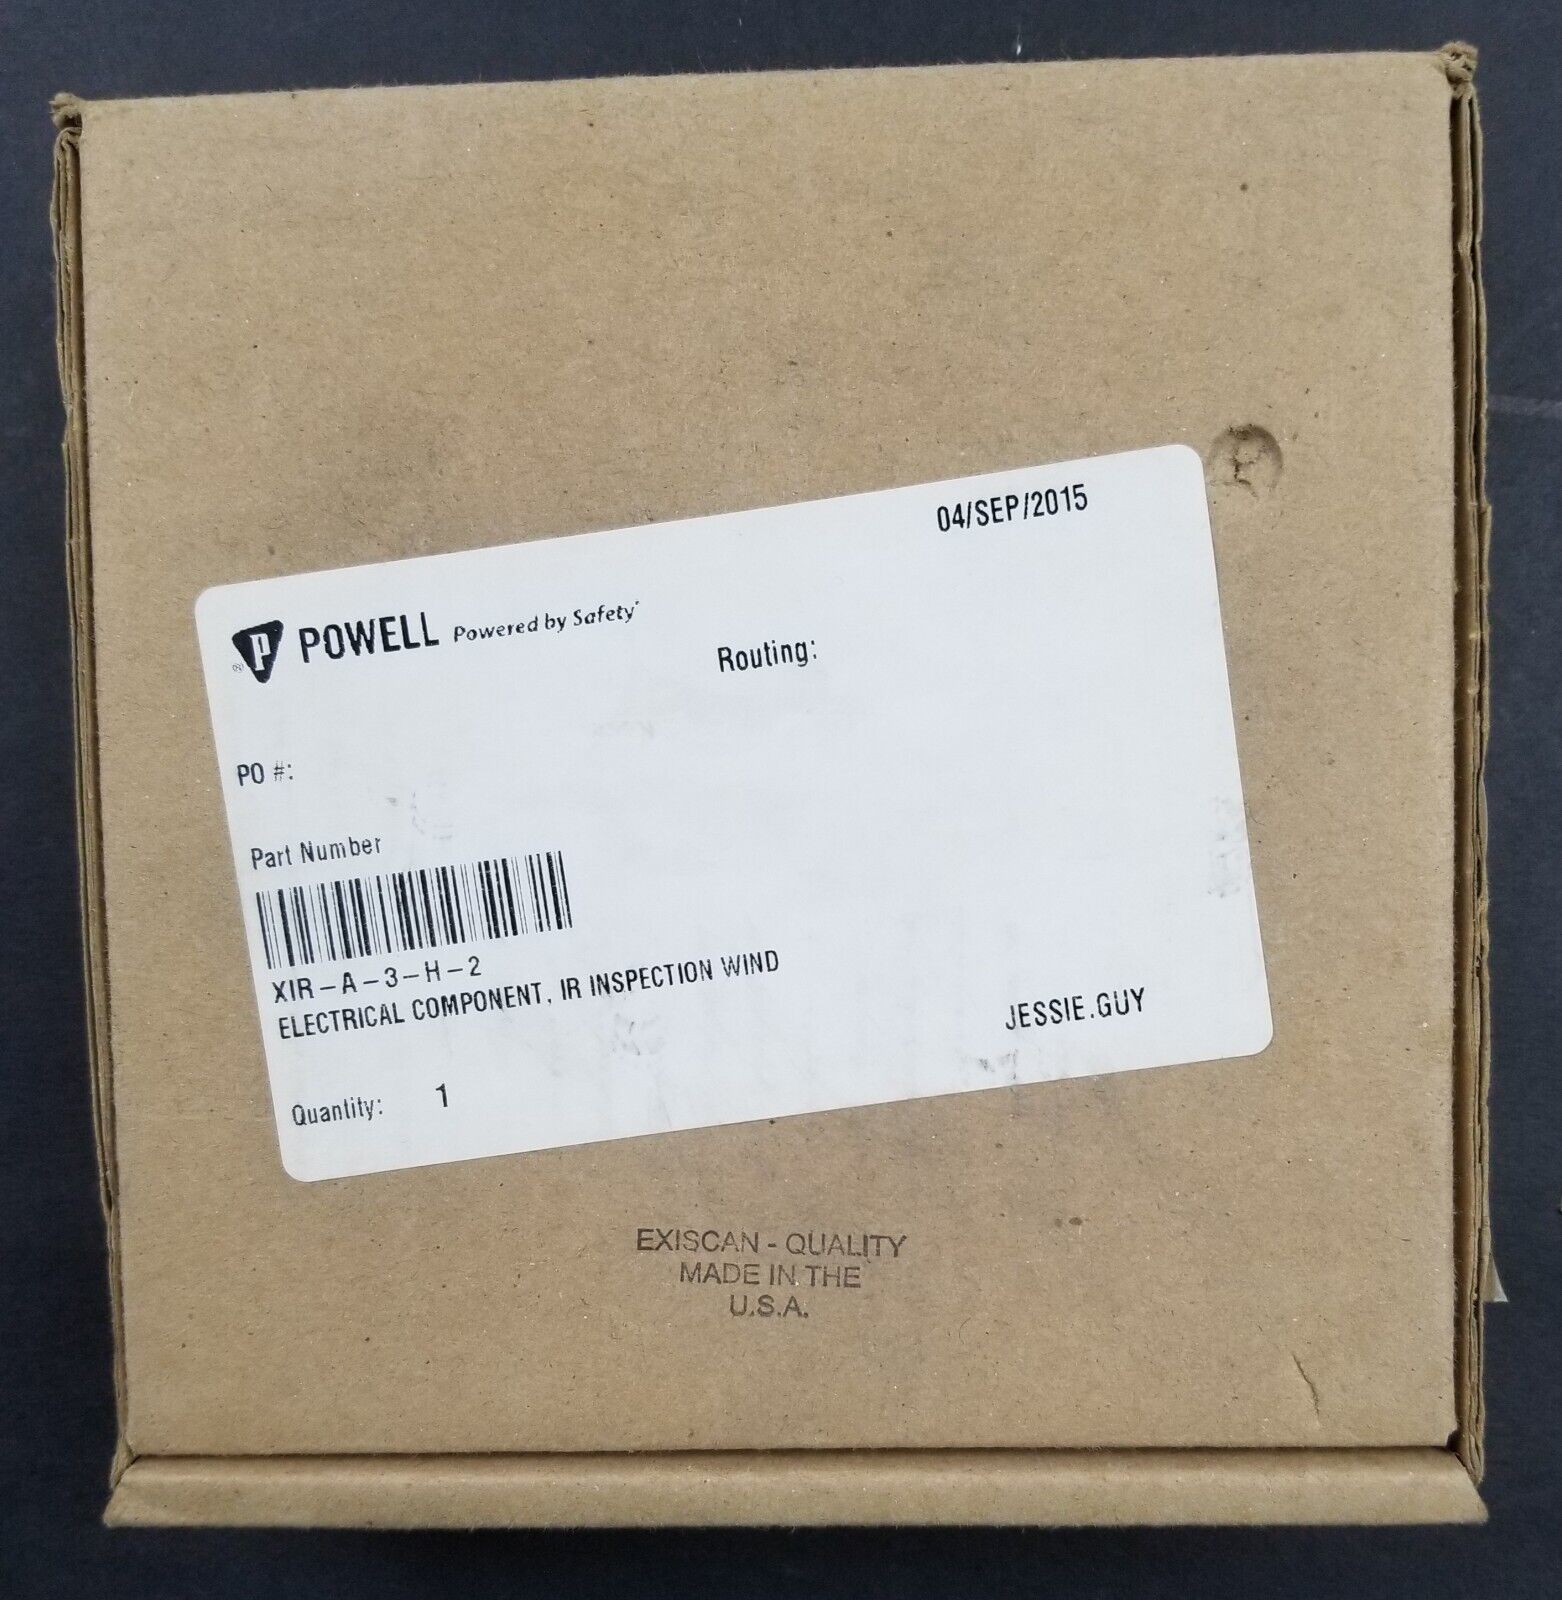 04/SEP/2015
P POWELL Powered by Safety®
Routing:
PO #:
Part Number
XIR-A-3-H-2
ELECTRICAL COMPONENT, IR INSPECTION WIND
JESSIE.GUY
Quantity: 1
EXISCAN - QUALITY
MADE IN THE
U.S.A.